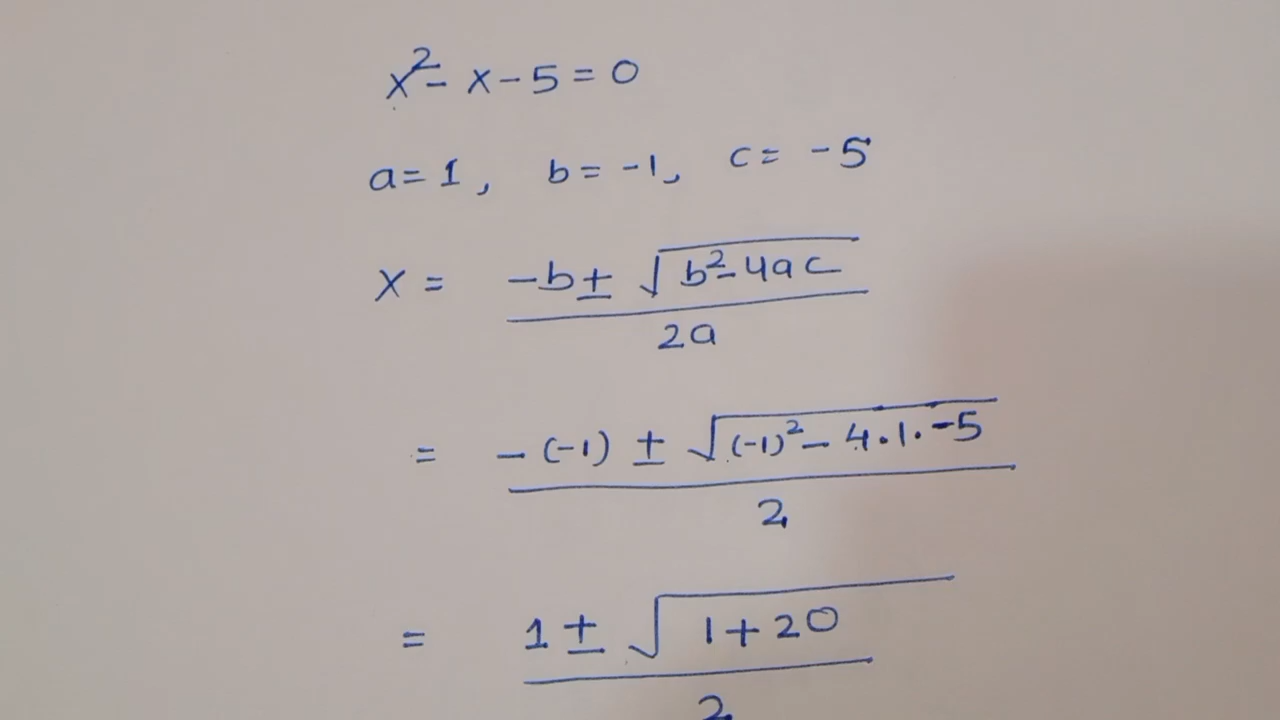 x² - x - 5 = 0
a = 1, b = -1, c = -5
x = (-b ± √(b² - 4ac)) / 2a
= (-(-1) ± √((-1)² - 4·1·-5)) / 2
= (1 ± √(1 + 20)) / 2